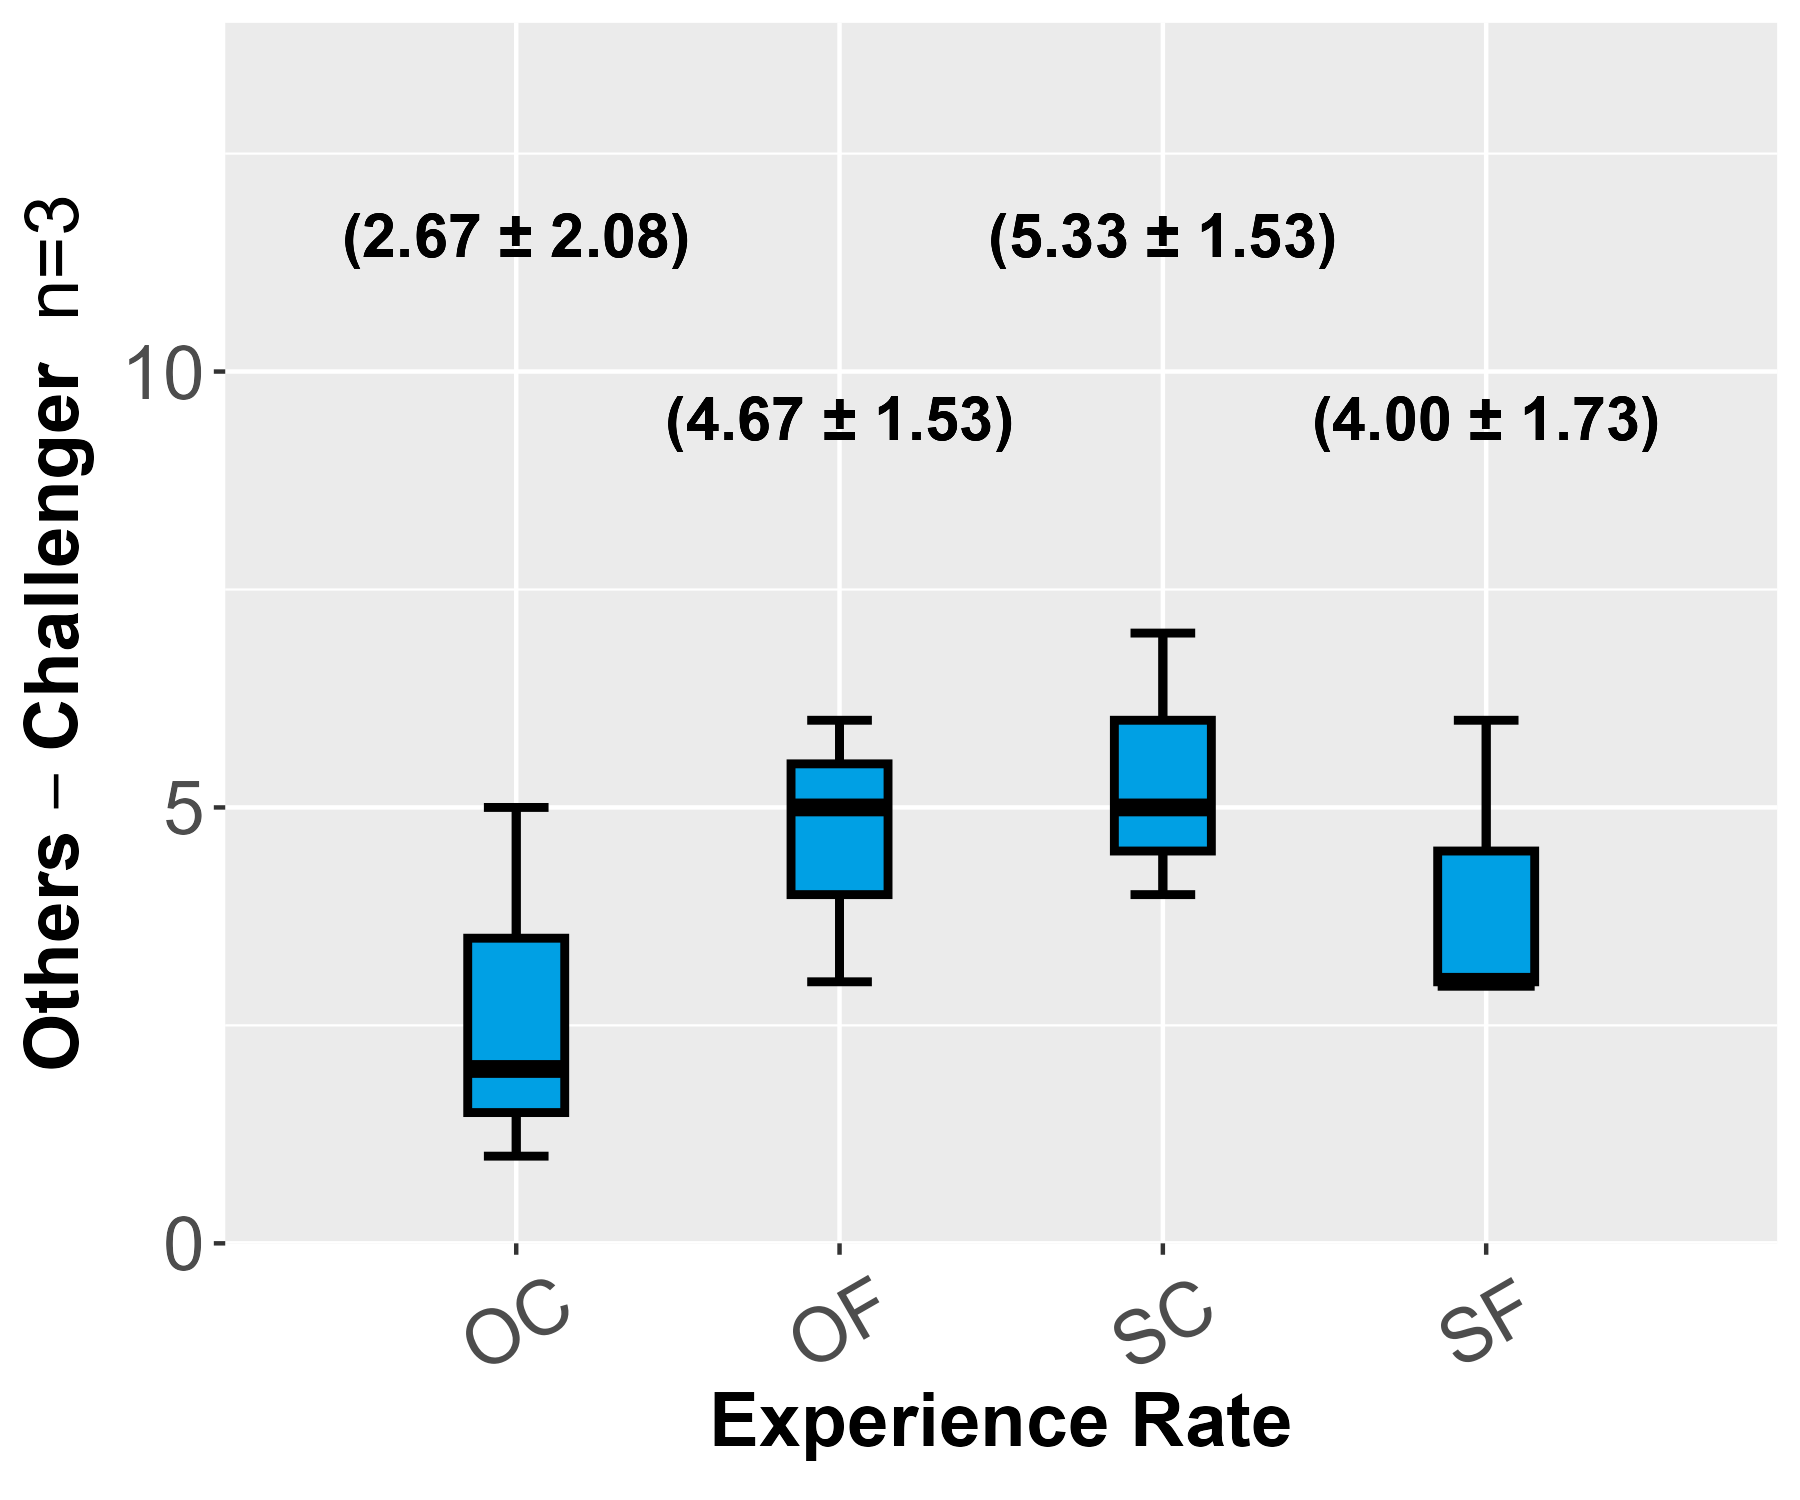 Others – Challenger n=3
(2.67 ± 2.08)
(5.33 ± 1.53)
(4.67 ± 1.53)
(4.00 ± 1.73)
10
5
0
OC
OF
SC
SF
Experience Rate